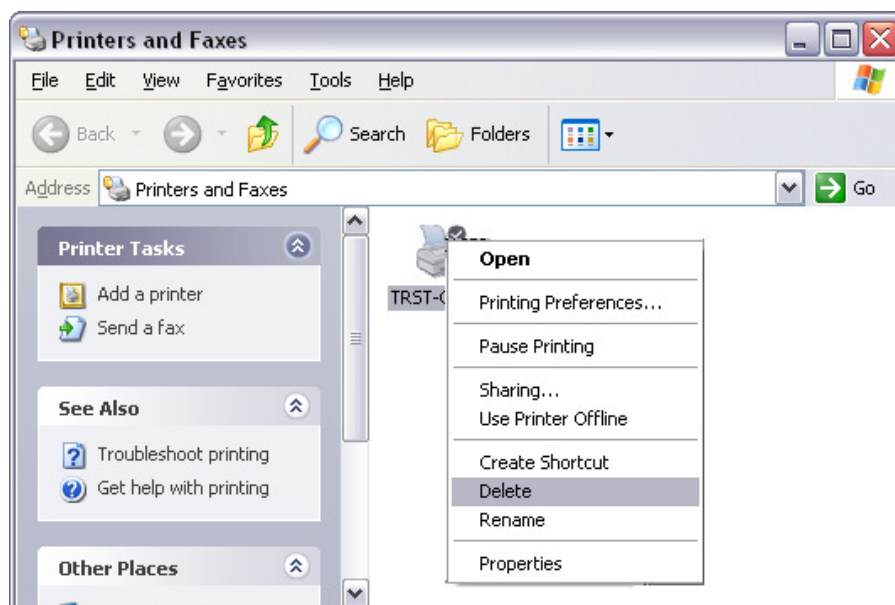 Printers and Faxes
File Edit View Favorites Tools Help
Back Search Folders
Address Printers and Faxes Go
Printer Tasks
Add a printer
Send a fax
See Also
Troubleshoot printing
Get help with printing
Other Places
Open
Printing Preferences...
Pause Printing
Sharing...
Use Printer Offline
Create Shortcut
Delete
Rename
Properties